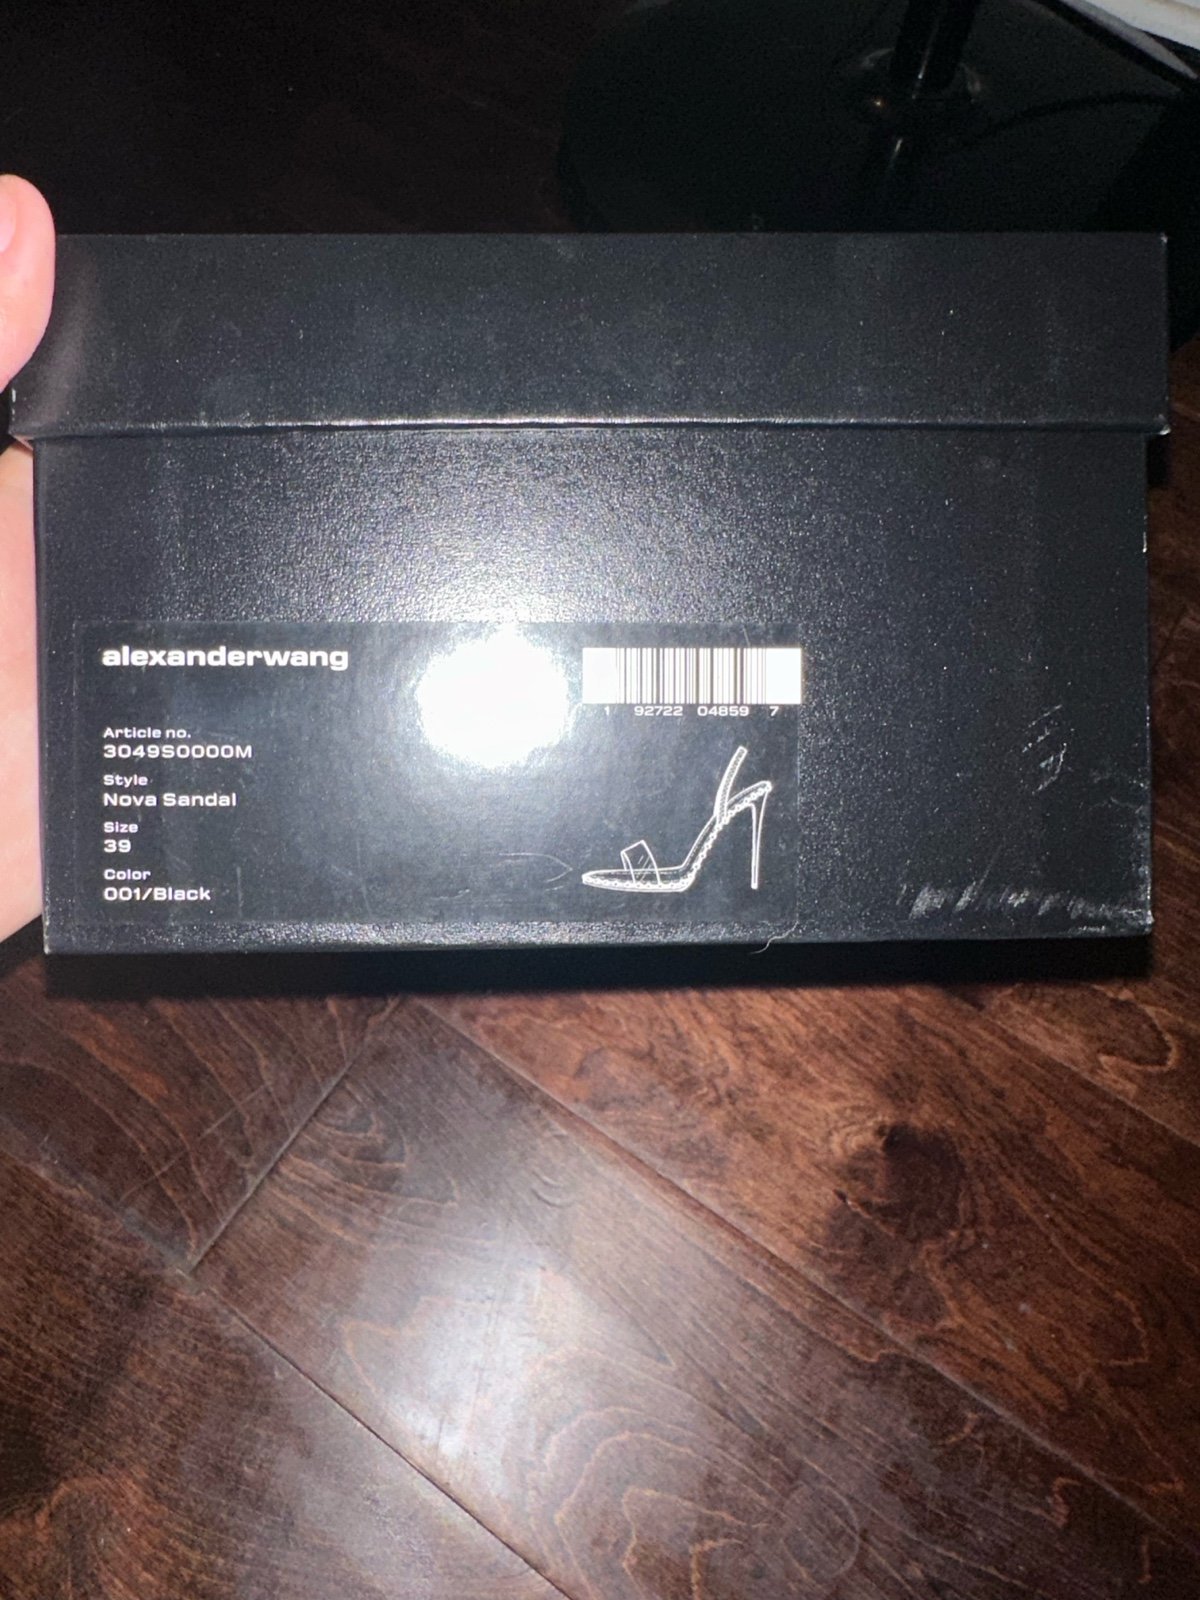 alexanderwang
1 92722 04859 7
Article no.
3049S0000M
Style
Nova Sandal
Size
39
Color
001/Black